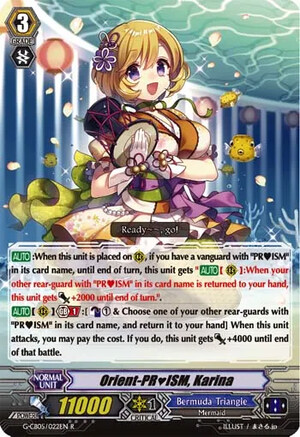 3
GRADE
Ready~~, go!
AUTO :When this unit is placed on , if you have a vanguard with "PR♥ISM"
in its card name, until end of turn, this unit gets " AUTO [ ] :When your
other rear-guard with "PR♥ISM" in its card name is returned to your hand,
this unit gets +2000 until end of turn.".
AUTO [ ] 1 : [ 1 & Choose one of your other rear-guards with
"PR♥ISM" in its card name, and return it to your hand] When this unit
attacks, you may pay the cost. If you do, this unit gets +4000 until end
of that battle.
NORMAL UNIT
Orient-PR♥ISM, Karina
POWER 11000
1 CRITICAL
Bermuda Triangle
Mermaid
G-CB05/022EN R
ILLUST /